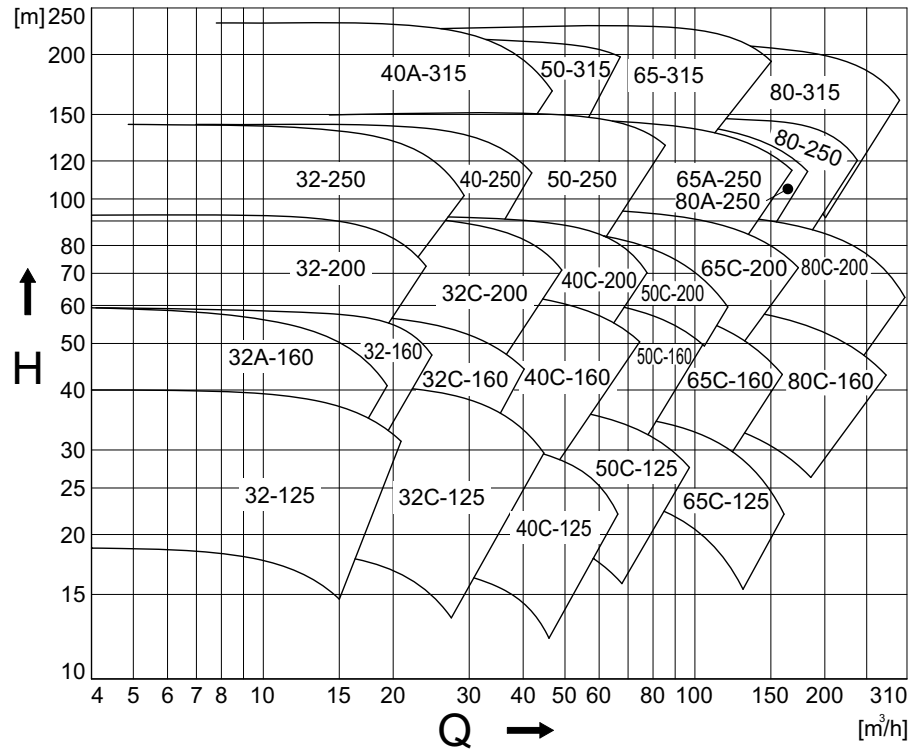 [m] 250
200
150
120
100
80
70
60
50
40
30
25
20
15
10
H
40A-315
50-315
65-315
80-315
80-250
32-250
40-250
50-250
65A-250
80A-250
32-200
32C-200
40C-200
50C-200
65C-200
80C-200
32A-160
32-160
32C-160
40C-160
50C-160
65C-160
80C-160
32-125
32C-125
40C-125
50C-125
65C-125
4 5 6 7 8 10 15 20 30 40 50 60 80 100 150 200 310
Q
[m³/h]